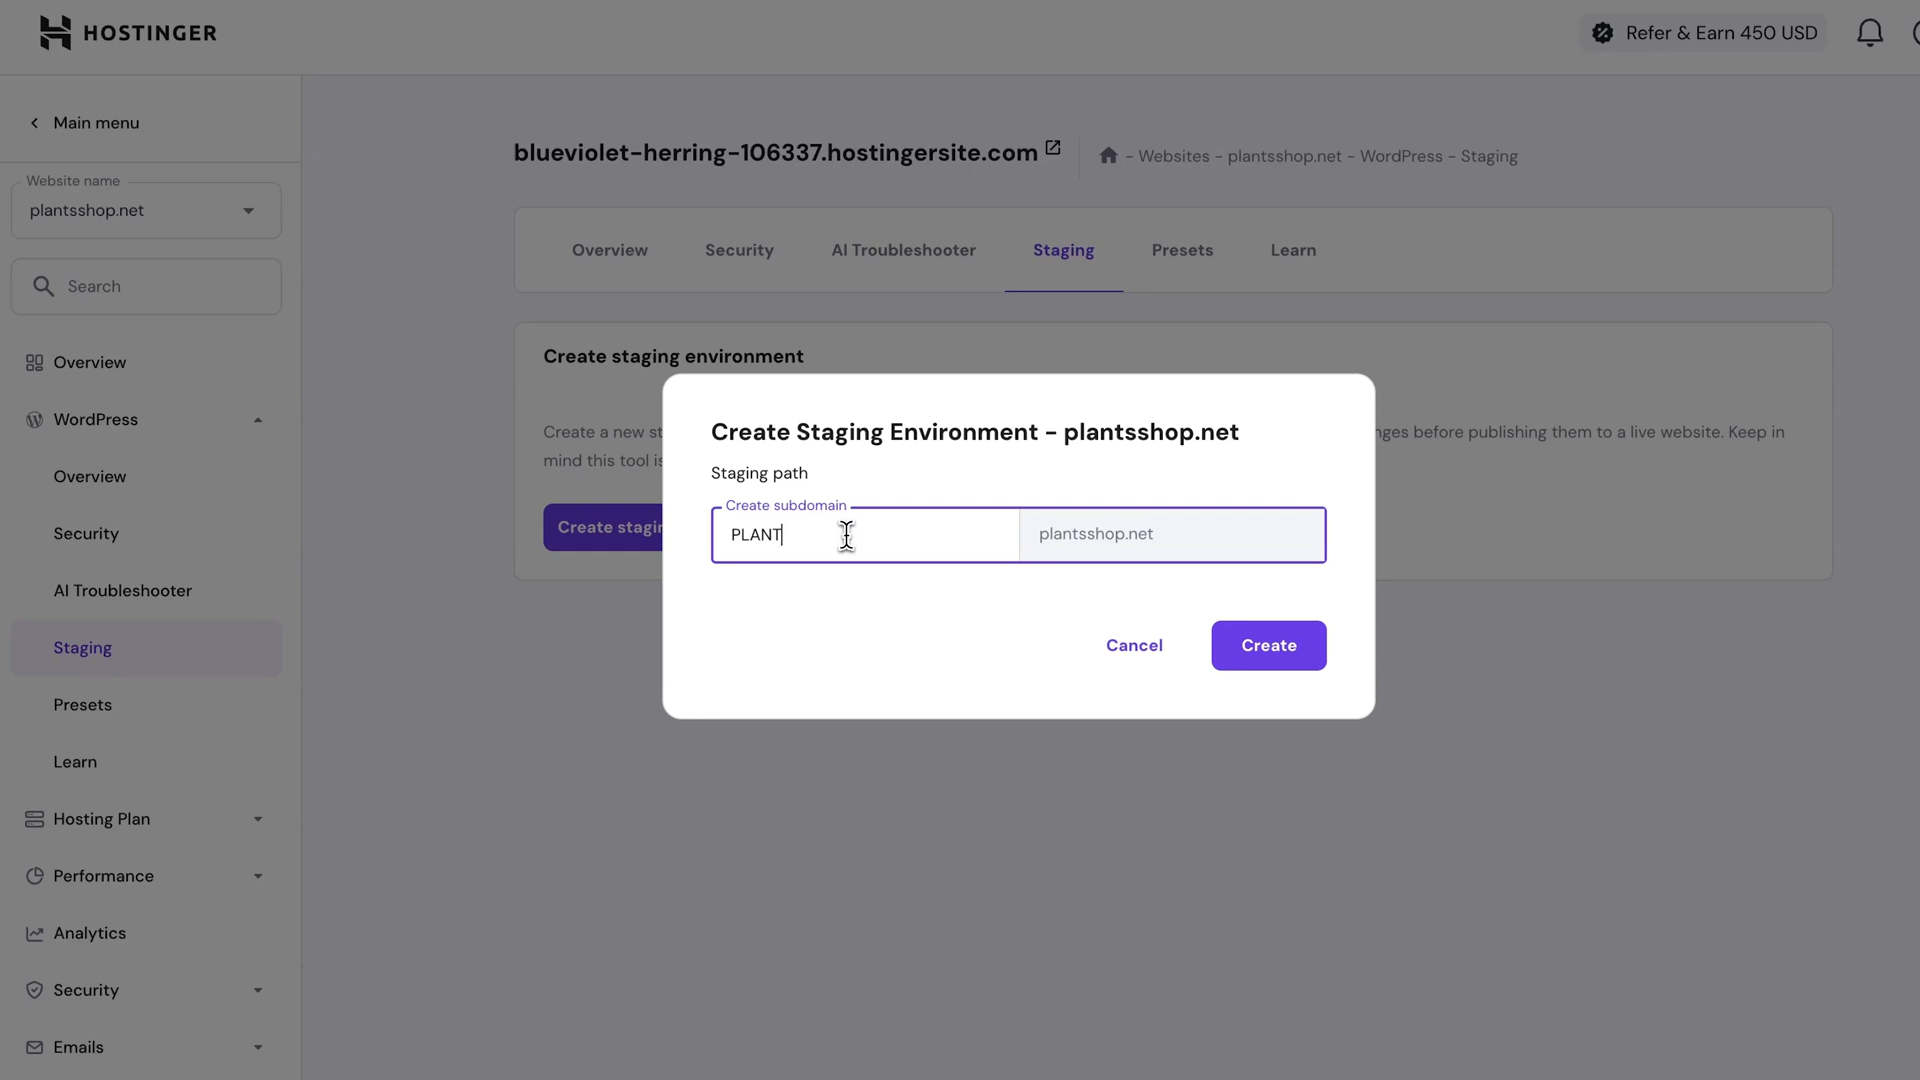 HOSTINGER
Refer & Earn 450 USD
Main menu
Website name
plantsshop.net
Search
Overview
WordPress
Overview
Security
AI Troubleshooter
Staging
Presets
Learn
Hosting Plan
Performance
Analytics
Security
Emails
blueviolet-herring-106337.hostingersite.com
- Websites - plantsshop.net - WordPress - Staging
Overview Security AI Troubleshooter Staging Presets Learn
Create staging environment
Create a new
nges before publishing them to a live website. Keep in
mind this tool
Create
Create Staging Environment - plantsshop.net
Staging path
Create subdomain
PLANT plantsshop.net
Cancel Create